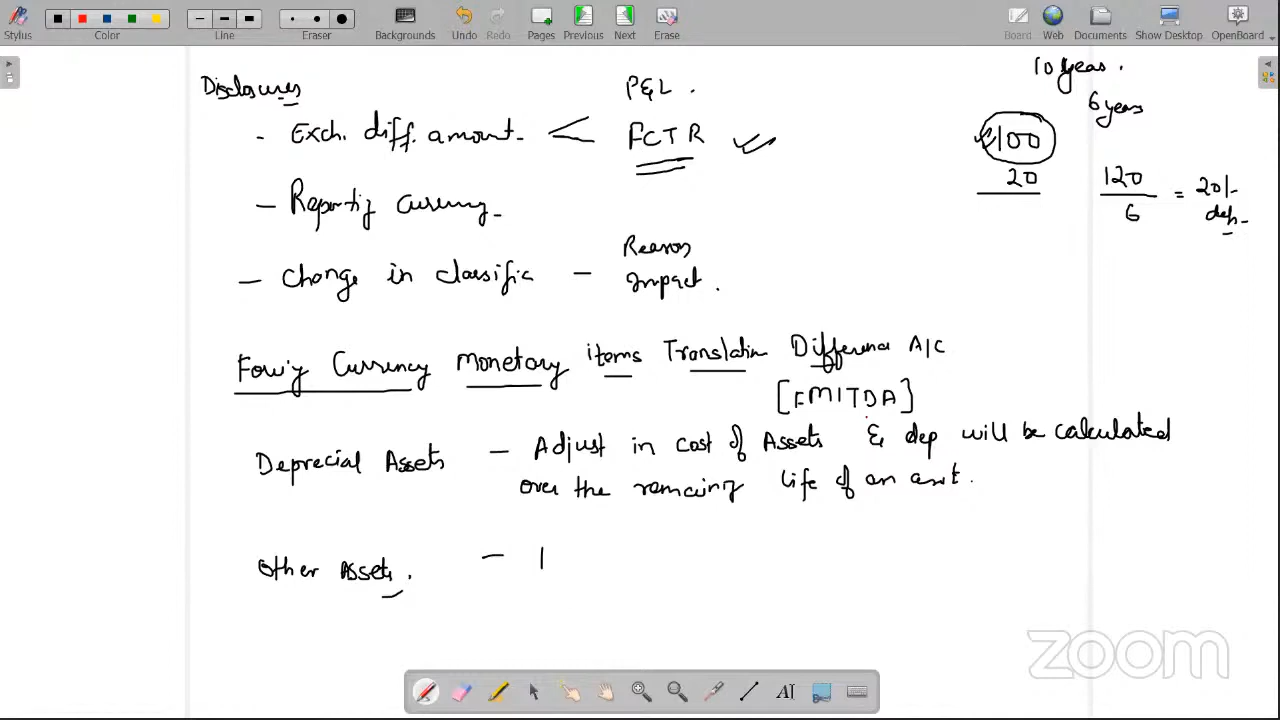 Stylus
Color
Line
Eraser
Backgrounds
Undo
Redo
Pages
Previous
Next
Erase
Board
Web
Documents
Show Desktop
OpenBoard
Disclosures
P&L .
10 years .
6 years
- Exch. diff. amount - < FCTR
100
20
120
6
= 20/-
dep -
- Reporting Currency -
- Change in classific - Reason
Impact .
Foreig Currency Monetary items Translation Difference A/C
[FMITDA]
Deprecial Assets - Adjust in cost of Assets & dep will be calculated
over the remaining life of an asset .
Other Assets . -
zoom
AI